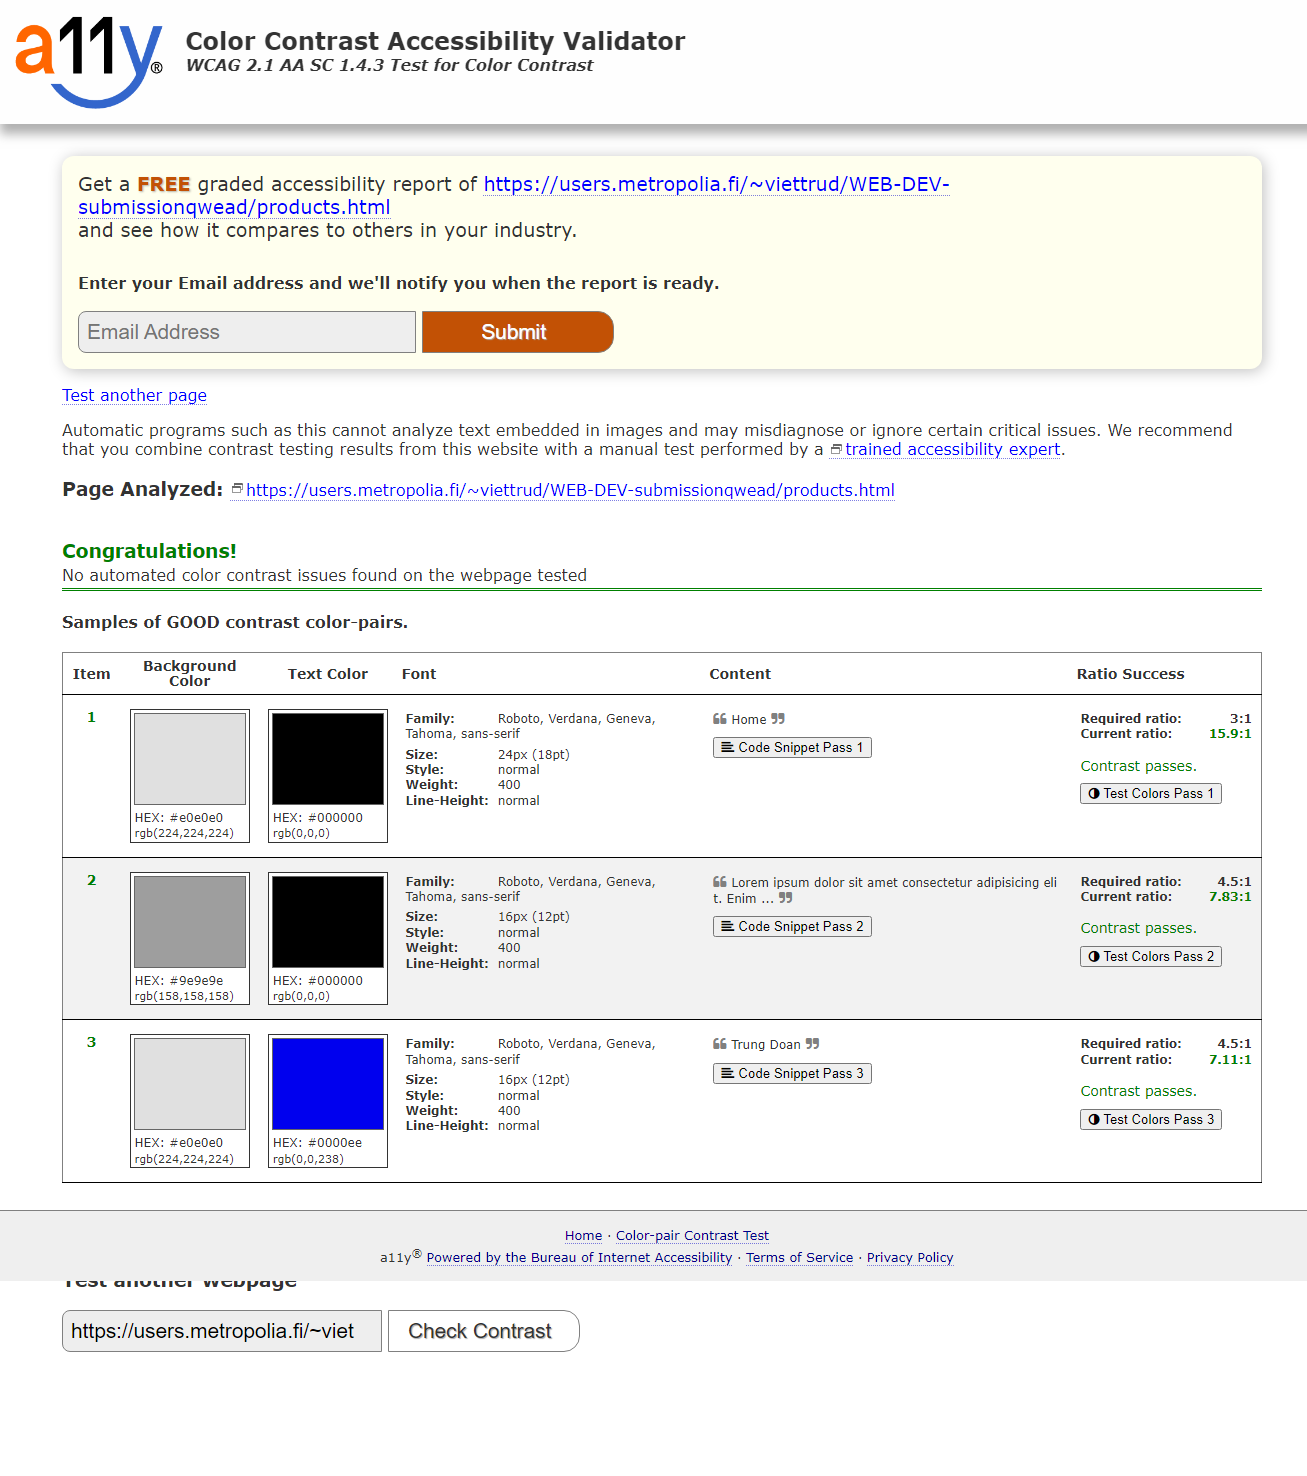 a11y®
Color Contrast Accessibility Validator
WCAG 2.1 AA SC 1.4.3 Test for Color Contrast
Get a FREE graded accessibility report of https://users.metropolia.fi/~viettrud/WEB-DEV-
submissionqwead/products.html
and see how it compares to others in your industry.
Enter your Email address and we'll notify you when the report is ready.
Email Address Submit
Test another page
Automatic programs such as this cannot analyze text embedded in images and may misdiagnose or ignore certain critical issues. We recommend
that you combine contrast testing results from this website with a manual test performed by a trained accessibility expert.
Page Analyzed: https://users.metropolia.fi/~viettrud/WEB-DEV-submissionqwead/products.html
Congratulations!
No automated color contrast issues found on the webpage tested
Samples of GOOD contrast color-pairs.
Item Background Color Text Color Font Content Ratio Success
1
HEX: #e0e0e0
rgb(224,224,224)
HEX: #000000
rgb(0,0,0)
Family: Roboto, Verdana, Geneva,
Tahoma, sans-serif
Size: 24px (18pt)
Style: normal
Weight: 400
Line-Height: normal
❝ Home ❞
Code Snippet Pass 1
Required ratio: 3:1
Current ratio: 15.9:1
Contrast passes.
Test Colors Pass 1
2
HEX: #9e9e9e
rgb(158,158,158)
HEX: #000000
rgb(0,0,0)
Family: Roboto, Verdana, Geneva,
Tahoma, sans-serif
Size: 16px (12pt)
Style: normal
Weight: 400
Line-Height: normal
❝ Lorem ipsum dolor sit amet consectetur adipisicing eli
t. Enim ... ❞
Code Snippet Pass 2
Required ratio: 4.5:1
Current ratio: 7.83:1
Contrast passes.
Test Colors Pass 2
3
HEX: #e0e0e0
rgb(224,224,224)
HEX: #0000ee
rgb(0,0,238)
Family: Roboto, Verdana, Geneva,
Tahoma, sans-serif
Size: 16px (12pt)
Style: normal
Weight: 400
Line-Height: normal
❝ Trung Doan ❞
Code Snippet Pass 3
Required ratio: 4.5:1
Current ratio: 7.11:1
Contrast passes.
Test Colors Pass 3
Home · Color-pair Contrast Test
a11y® Powered by the Bureau of Internet Accessibility · Terms of Service · Privacy Policy
Test another webpage
https://users.metropolia.fi/~viet Check Contrast